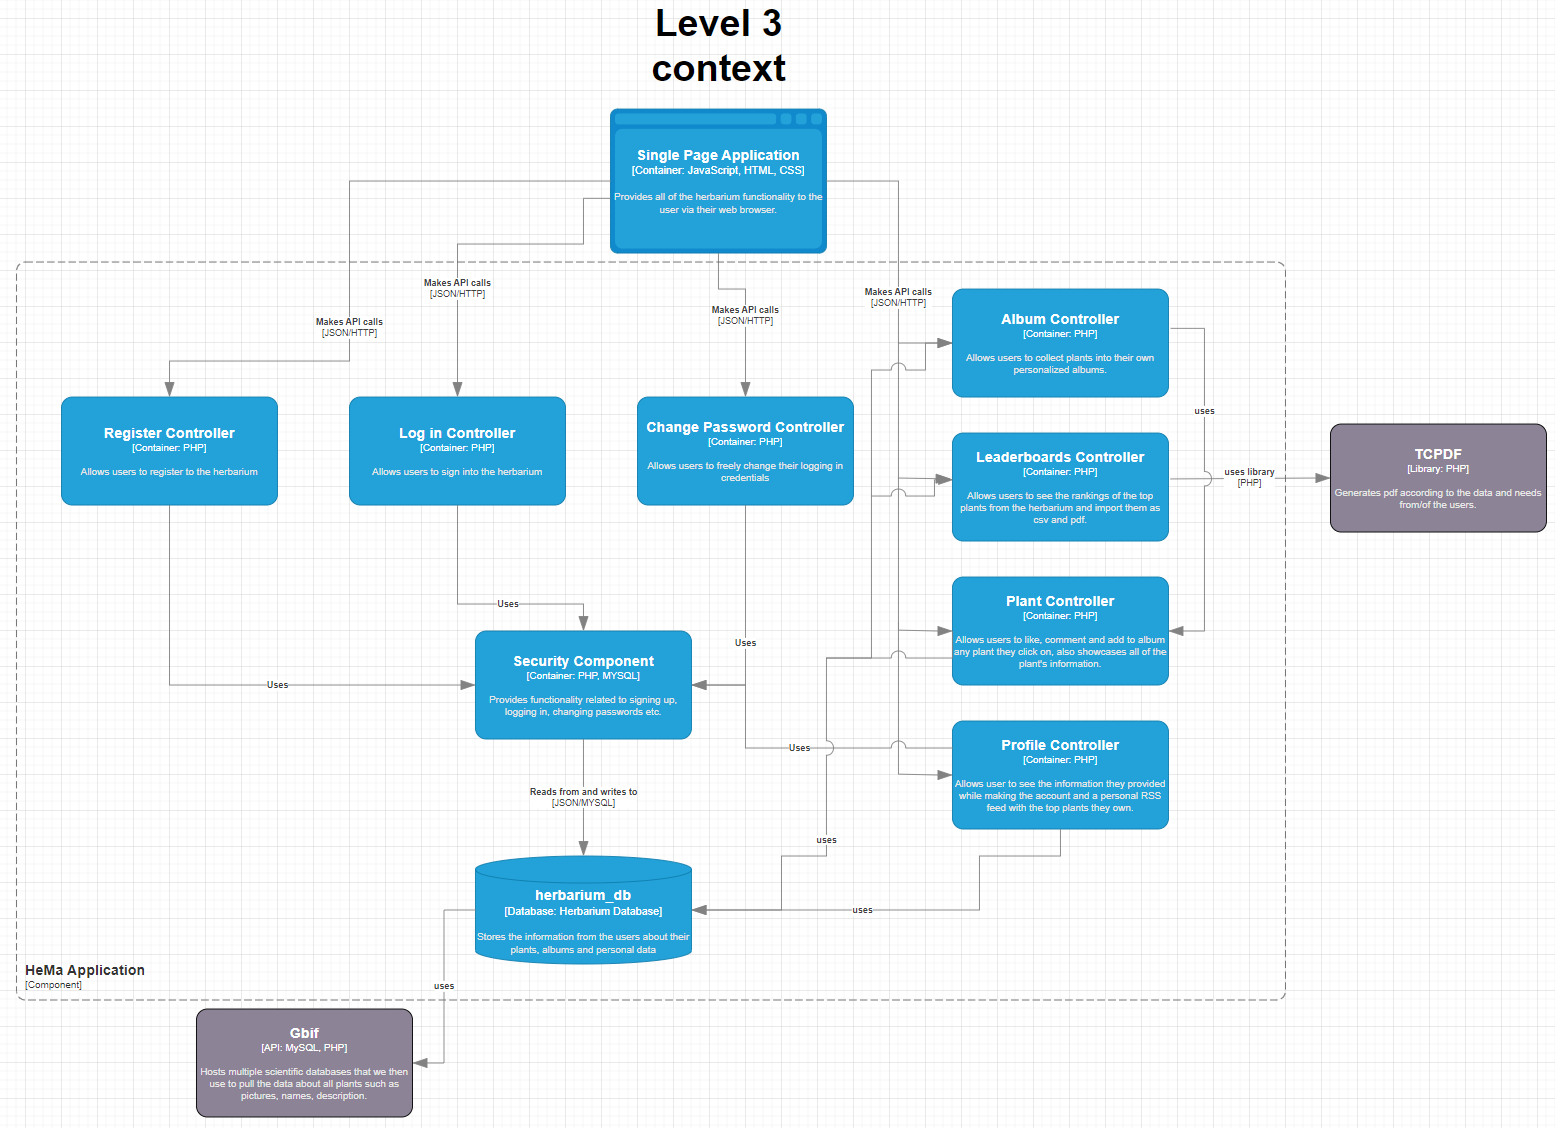 Level 3
context
Single Page Application
[Container: JavaScript, HTML, CSS]
Provides all of the herbarium functionality to the
user via their web browser.
Makes API calls
[JSON/HTTP]
Makes API calls
[JSON/HTTP]
Makes API calls
[JSON/HTTP]
Makes API calls
[JSON/HTTP]
Register Controller
[Container: PHP]
Allows users to register to the herbarium
Log in Controller
[Container: PHP]
Allows users to sign into the herbarium
Change Password Controller
[Container: PHP]
Allows users to freely change their logging in
credentials
Album Controller
[Container: PHP]
Allows users to collect plants into their own
personalized albums.
uses
Leaderboards Controller
[Container: PHP]
Allows users to see the rankings of the top
plants from the herbarium and import them as
csv and pdf.
uses library
[PHP]
TCPDF
[Library: PHP]
Generates pdf according to the data and needs
from/of the users.
Plant Controller
[Container: PHP]
Allows users to like, comment and add to album
any plant they click on, also showcases all of the
plant's information.
Uses
Uses
Uses
Security Component
[Container: PHP, MYSQL]
Provides functionality related to signing up,
logging in, changing passwords etc.
Uses
Profile Controller
[Container: PHP]
Allows user to see the information they provided
while making the account and a personal RSS
feed with the top plants they own.
Reads from and writes to
[JSON/MYSQL]
uses
uses
herbarium_db
[Database: Herbarium Database]
Stores the information from the users about their
plants, albums and personal data
HeMa Application
[Component]
uses
Gbif
[API: MySQL, PHP]
Hosts multiple scientific databases that we then
use to pull the data about all plants such as
pictures, names, description.